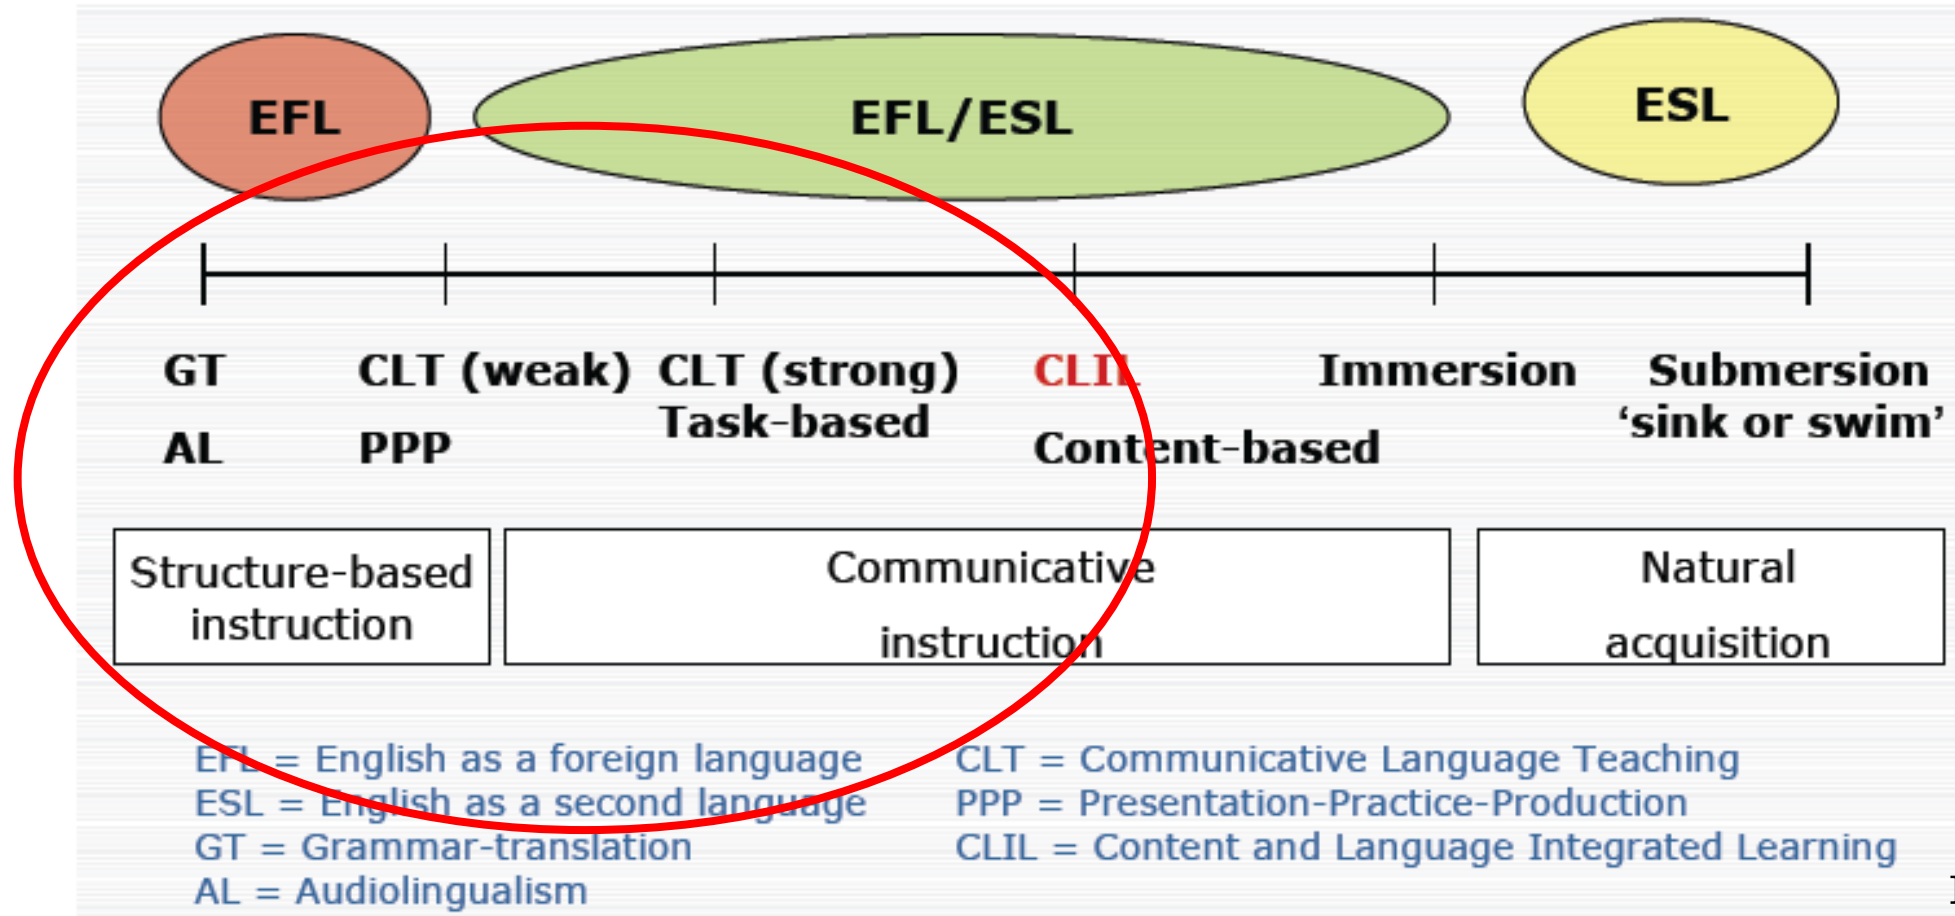 EFL
EFL/ESL
ESL
GT
CLT (weak)
CLT (strong)
CLIL
Immersion
Submersion
Task-based
‘sink or swim’
AL
PPP
Content-based
Structure-based
instruction
Communicative
instruction
Natural
acquisition
EFL = English as a foreign language
ESL = English as a second language
GT = Grammar-translation
AL = Audiolingualism
CLT = Communicative Language Teaching
PPP = Presentation-Practice-Production
CLIL = Content and Language Integrated Learning